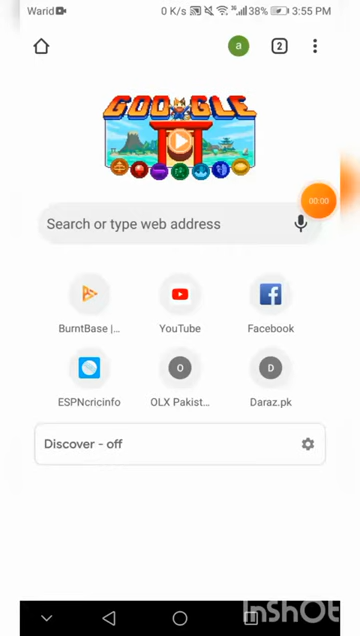 Warid 0 K/s 38% 3:55 PM
a 2
GOOGLE
Search or type web address
00:00
BurntBase |... YouTube Facebook
O D
ESPNcricinfo OLX Pakist... Daraz.pk
Discover – off
InShOt